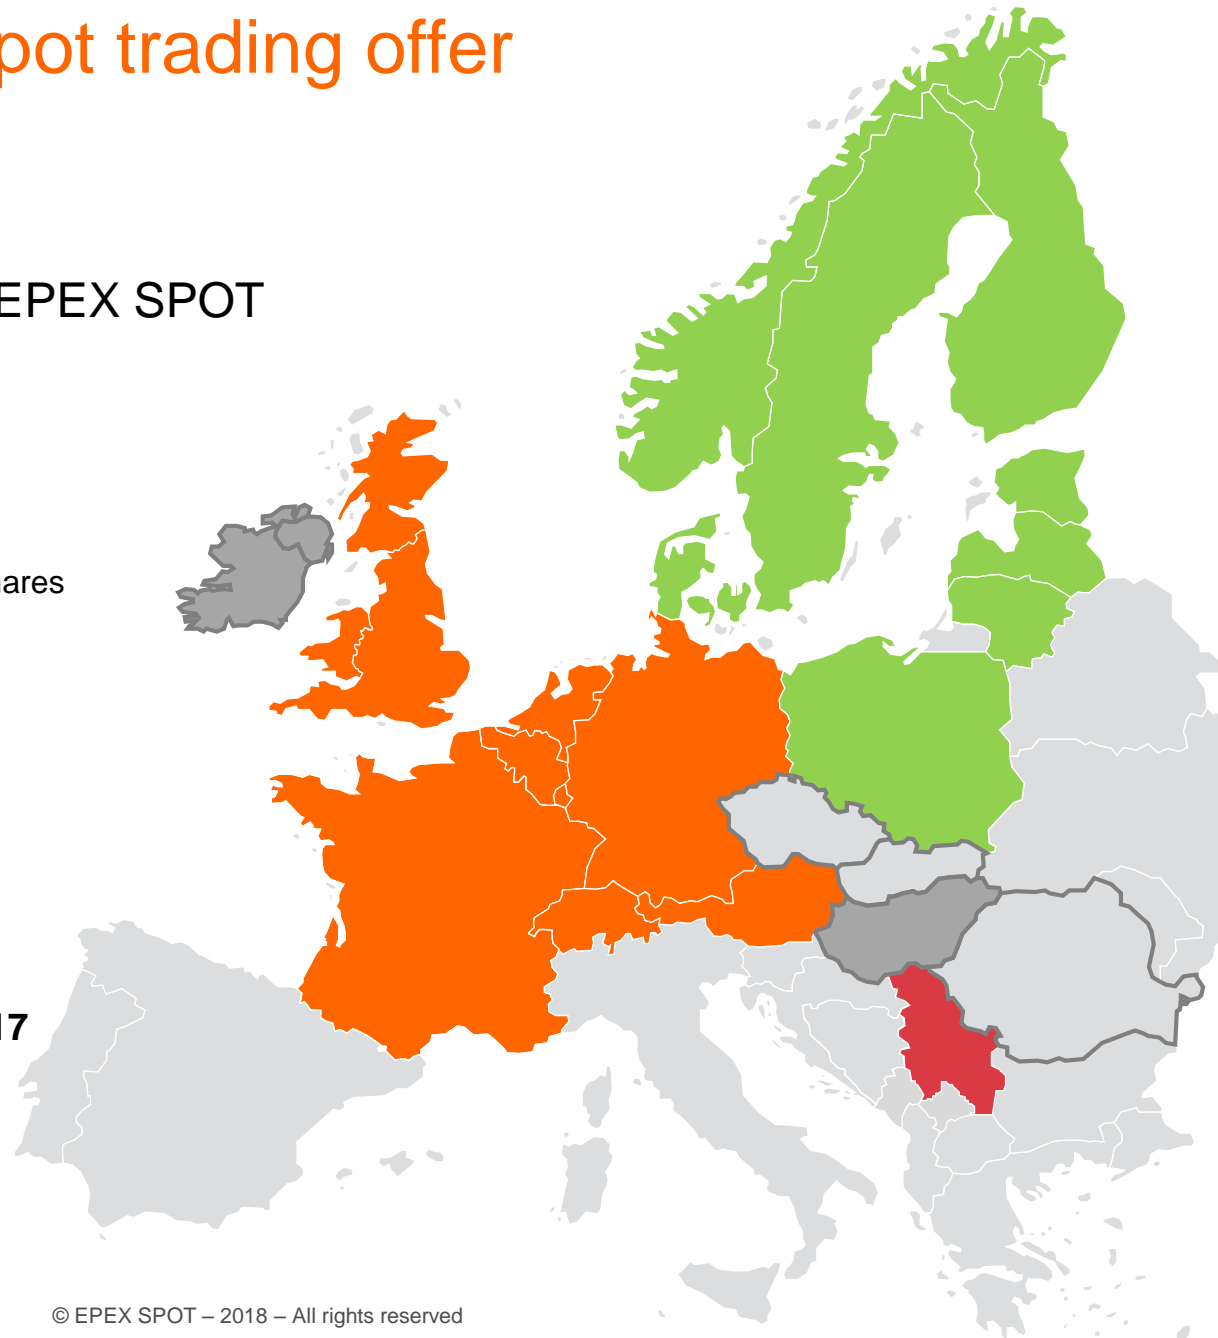 pot trading offer
EPEX SPOT
ares
17
© EPEX SPOT – 2018 – All rights reserved